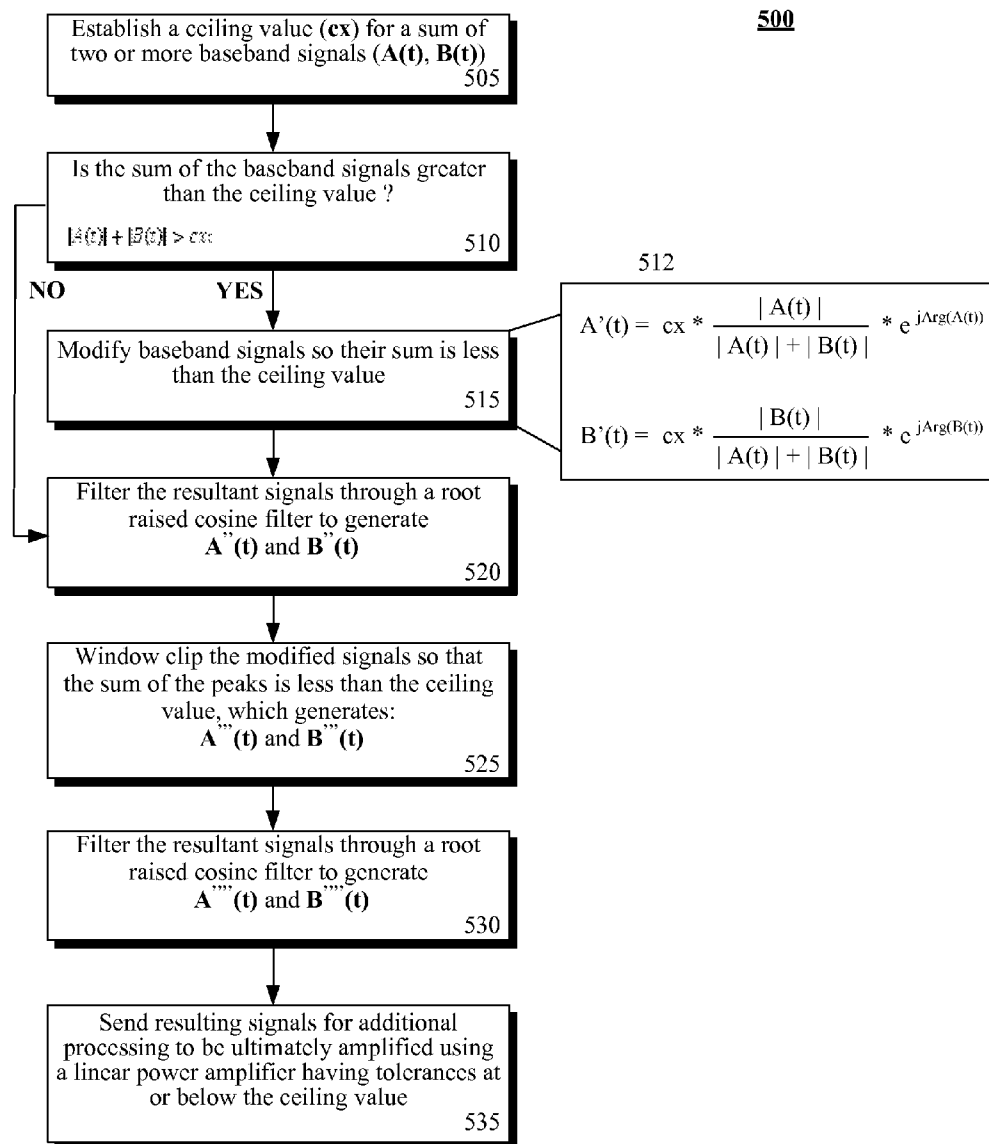 500
Establish a ceiling value (cx) for a sum of
two or more baseband signals (A(t), B(t))
505
Is the sum of the baseband signals greater
than the ceiling value ?
|A(t)| + |B(t)| > cx:
510
NO
YES
512
Modify baseband signals so their sum is less
than the ceiling value
515
A’(t) = cx * | A(t) | / | A(t) | + | B(t) | * e jArg(A(t))
B’(t) = cx * | B(t) | / | A(t) | + | B(t) | * e jArg(B(t))
Filter the resultant signals through a root
raised cosine filter to generate
A’’(t) and B’’(t)
520
Window clip the modified signals so that
the sum of the peaks is less than the ceiling
value, which generates:
A’’’(t) and B’’’(t)
525
Filter the resultant signals through a root
raised cosine filter to generate
A’’’’(t) and B’’’’(t)
530
Send resulting signals for additional
processing to be ultimately amplified using
a linear power amplifier having tolerances at
or below the ceiling value
535